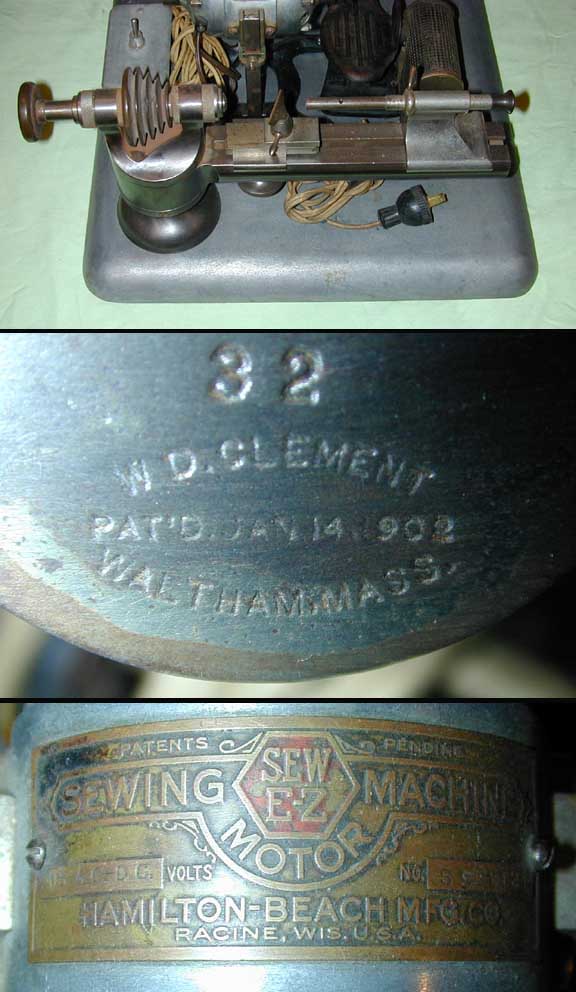 32
W. D. CLEMENT
PAT'D. JAN. 14. 1902
WALTHAM. MASS.
PATENTS PENDING
SEW E-Z
SEWING MACHINE
MOTOR
VOLTS NO.
HAMILTON-BEACH MFG. CO.
RACINE, WIS. U.S.A.